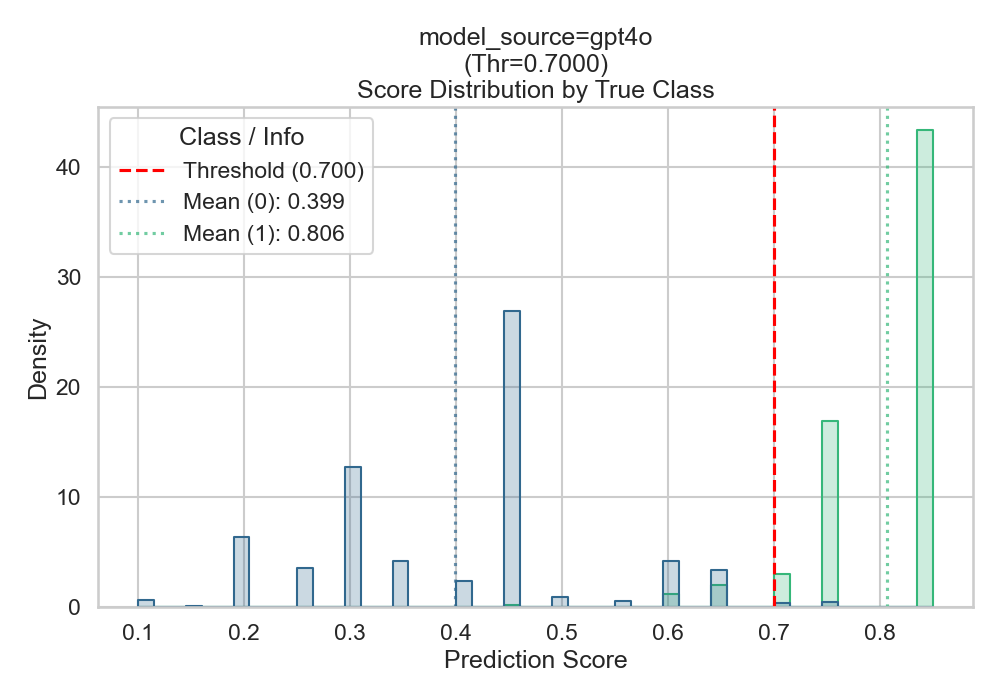 model_source=gpt4o
(Thr=0.7000)
Score Distribution by True Class
Class / Info
Threshold (0.700)
Mean (0): 0.399
Mean (1): 0.806
40
30
20
10
0
Density
0.1 0.2 0.3 0.4 0.5 0.6 0.7 0.8
Prediction Score